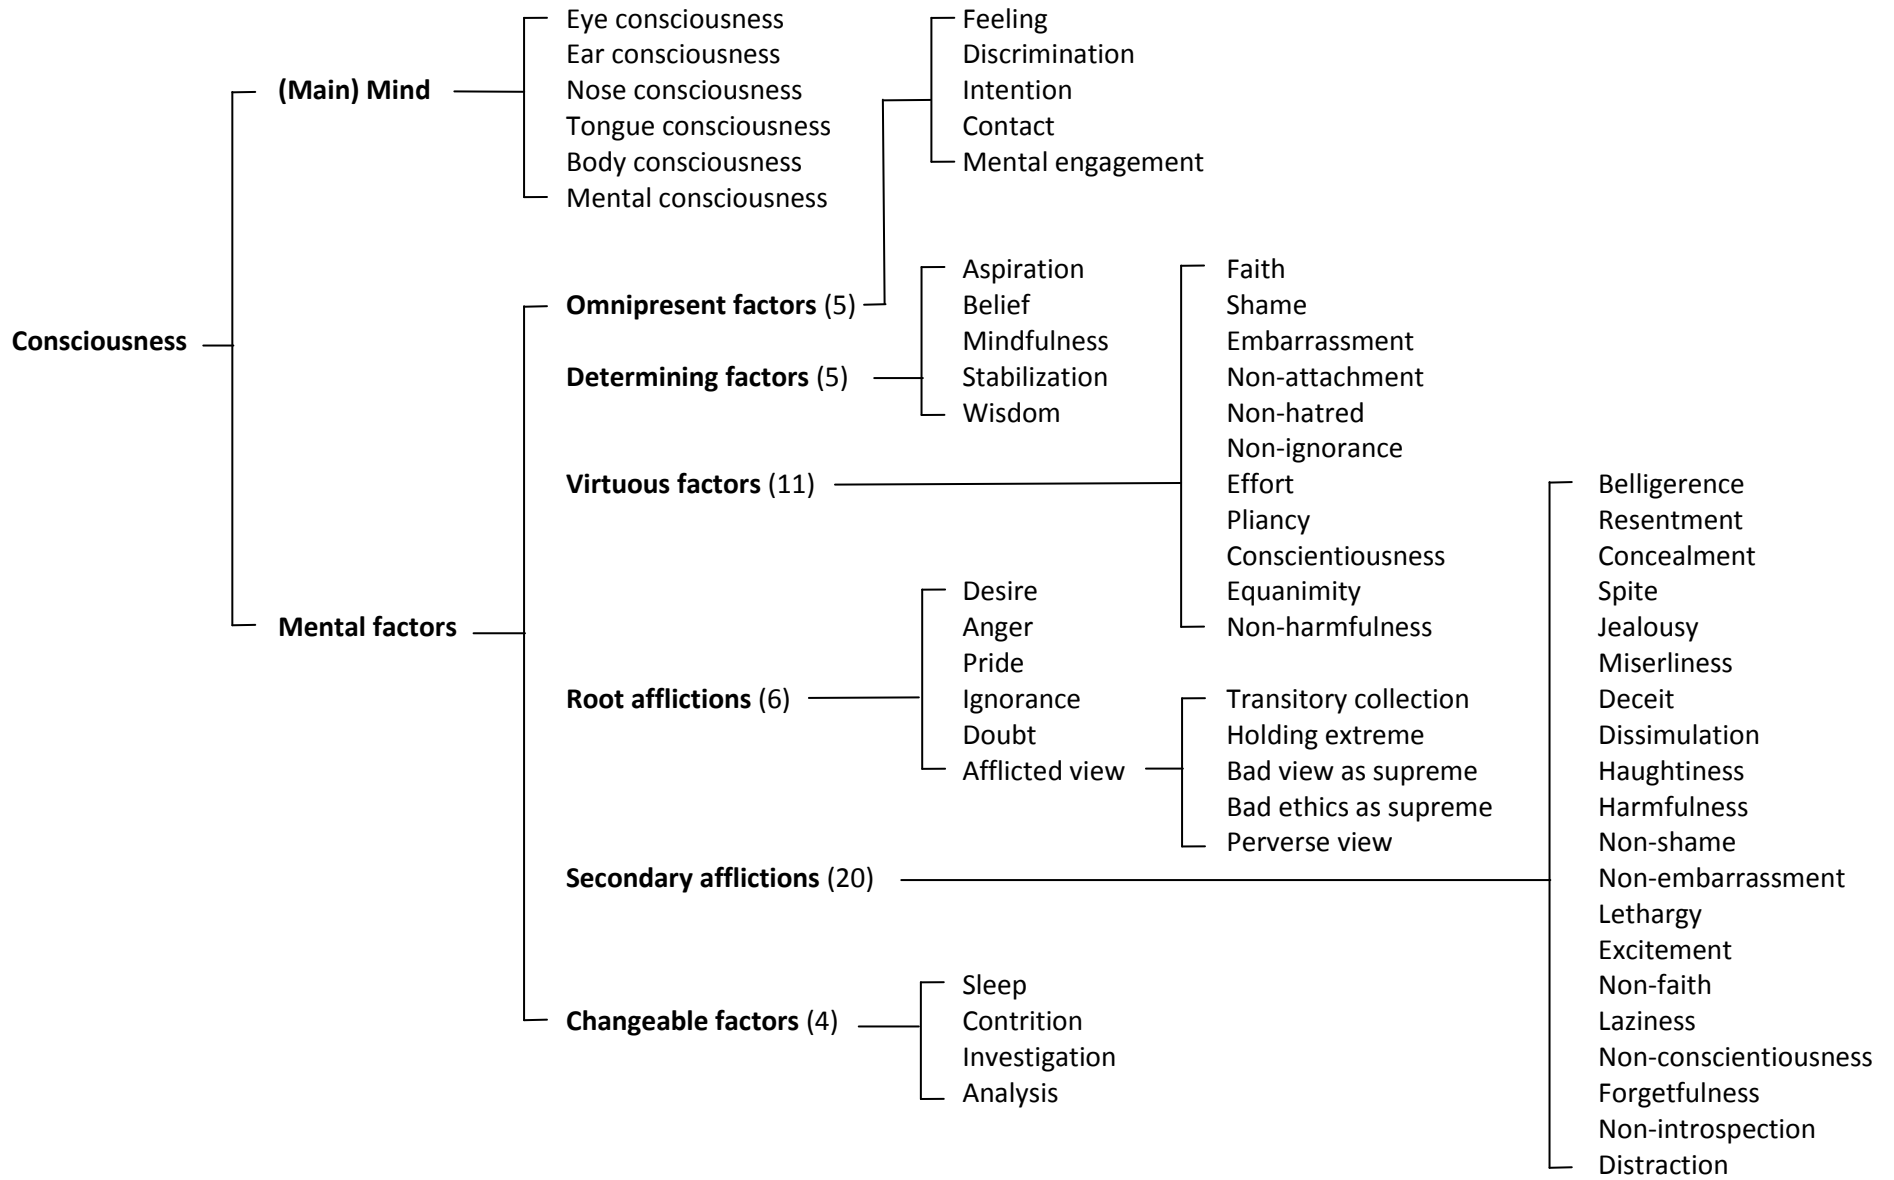 Consciousness
(Main) Mind
Eye consciousness
Ear consciousness
Nose consciousness
Tongue consciousness
Body consciousness
Mental consciousness
Mental factors
Omnipresent factors (5)
Feeling
Discrimination
Intention
Contact
Mental engagement
Determining factors (5)
Aspiration
Belief
Mindfulness
Stabilization
Wisdom
Virtuous factors (11)
Faith
Shame
Embarrassment
Non-attachment
Non-hatred
Non-ignorance
Effort
Pliancy
Conscientiousness
Equanimity
Non-harmfulness
Root afflictions (6)
Desire
Anger
Pride
Ignorance
Doubt
Afflicted view
Transitory collection
Holding extreme
Bad view as supreme
Bad ethics as supreme
Perverse view
Secondary afflictions (20)
Belligerence
Resentment
Concealment
Spite
Jealousy
Miserliness
Deceit
Dissimulation
Haughtiness
Harmfulness
Non-shame
Non-embarrassment
Lethargy
Excitement
Non-faith
Laziness
Non-conscientiousness
Forgetfulness
Non-introspection
Distraction
Changeable factors (4)
Sleep
Contrition
Investigation
Analysis